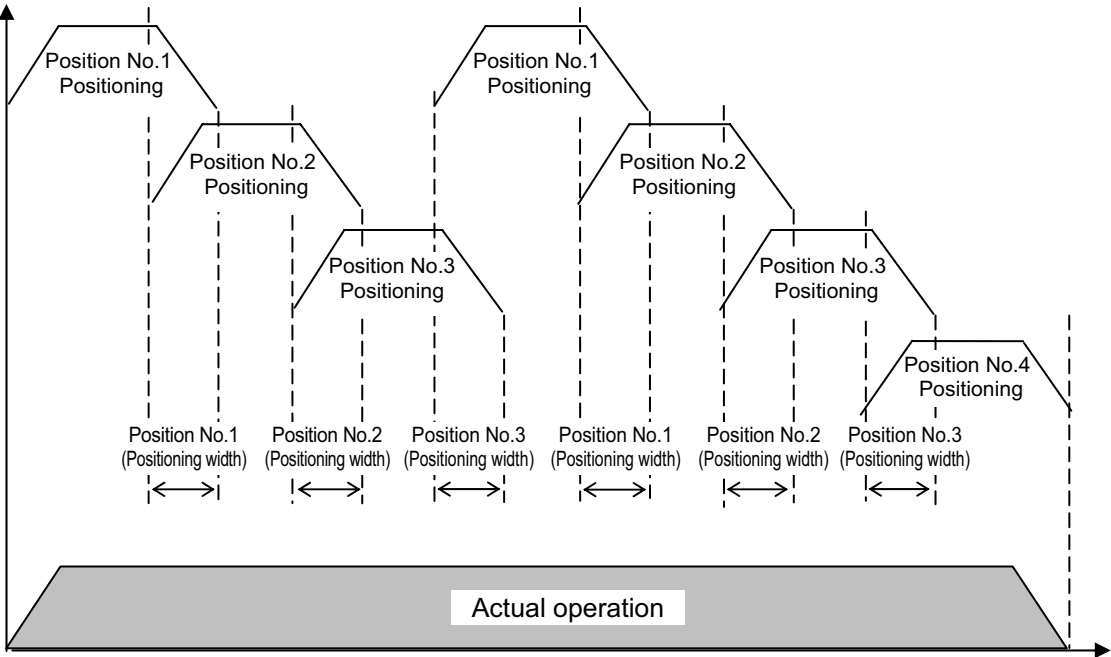 Position No.1
Positioning
Position No.1
Positioning
Position No.2
Positioning
Position No.2
Positioning
Position No.3
Positioning
Position No.3
Positioning
Position No.4
Positioning
Position No.1
(Positioning width)
Position No.2
(Positioning width)
Position No.3
(Positioning width)
Position No.1
(Positioning width)
Position No.2
(Positioning width)
Position No.3
(Positioning width)
Actual operation